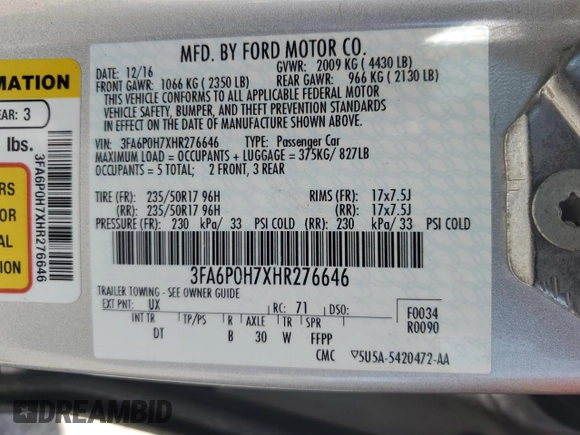 MFD. BY FORD MOTOR CO.
DATE: 12/16 GVWR: 2009 KG ( 4430 LB)
FRONT GAWR: 1066 KG ( 2350 LB) REAR GAWR: 966 KG ( 2130 LB)
THIS VEHICLE CONFORMS TO ALL APPLICABLE FEDERAL MOTOR
VEHICLE SAFETY, BUMPER, AND THEFT PREVENTION STANDARDS
IN EFFECT ON THE DATE OF MANUFACTURE SHOWN ABOVE.
VIN: 3FA6P0H7XHR276646 TYPE: Passenger Car
MAXIMUM LOAD = OCCUPANTS + LUGGAGE = 375KG/ 827LB
OCCUPANTS = 5 TOTAL; 2 FRONT, 3 REAR
TIRE (FR): 235/50R17 96H RIMS (FR): 17x7.5J
(RR): 235/50R17 96H (RR): 17x7.5J
PRESSURE (FR): 230 kPa/ 33 PSI COLD (RR): 230 kPa/ 33 PSI COLD
3FA6P0H7XHR276646
TRAILER TOWING - SEE OWNER GUIDE
EXT PNT: UX RC: 71 DSO: F0034
INT TR TP/PS R AXLE TR SPR R0090
DT B 30 W FFPP
CMC 5U5A-5420472-AA
MATION
EAR: 3
lbs.
ERS
S
AL
ION
3FA6P0H7XHR276646
DREAMBID